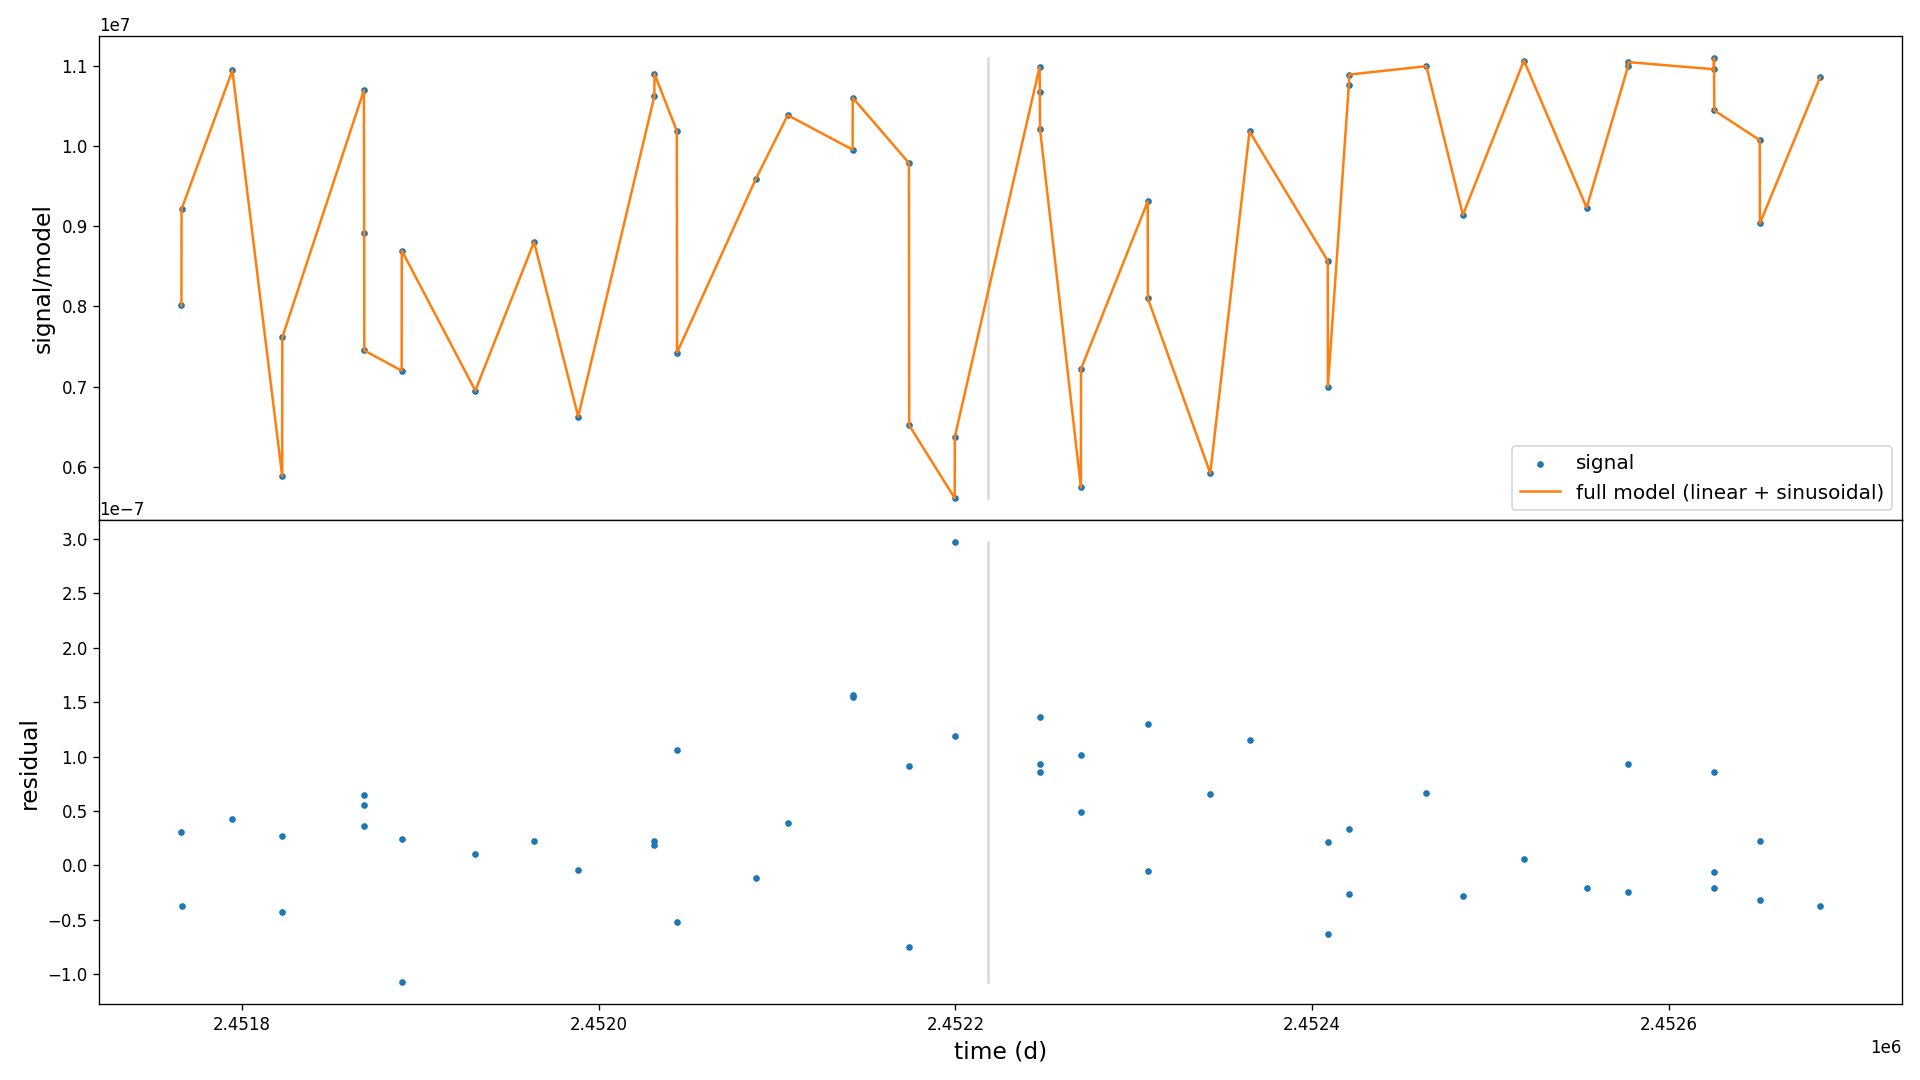 1e7
signal/model
1.1
1.0
0.9
0.8
0.7
0.6
signal
full model (linear + sinusoidal)
1e−7
residual
3.0
2.5
2.0
1.5
1.0
0.5
0.0
−0.5
−1.0
2.4518 2.4520 2.4522 2.4524 2.4526
time (d)
1e6